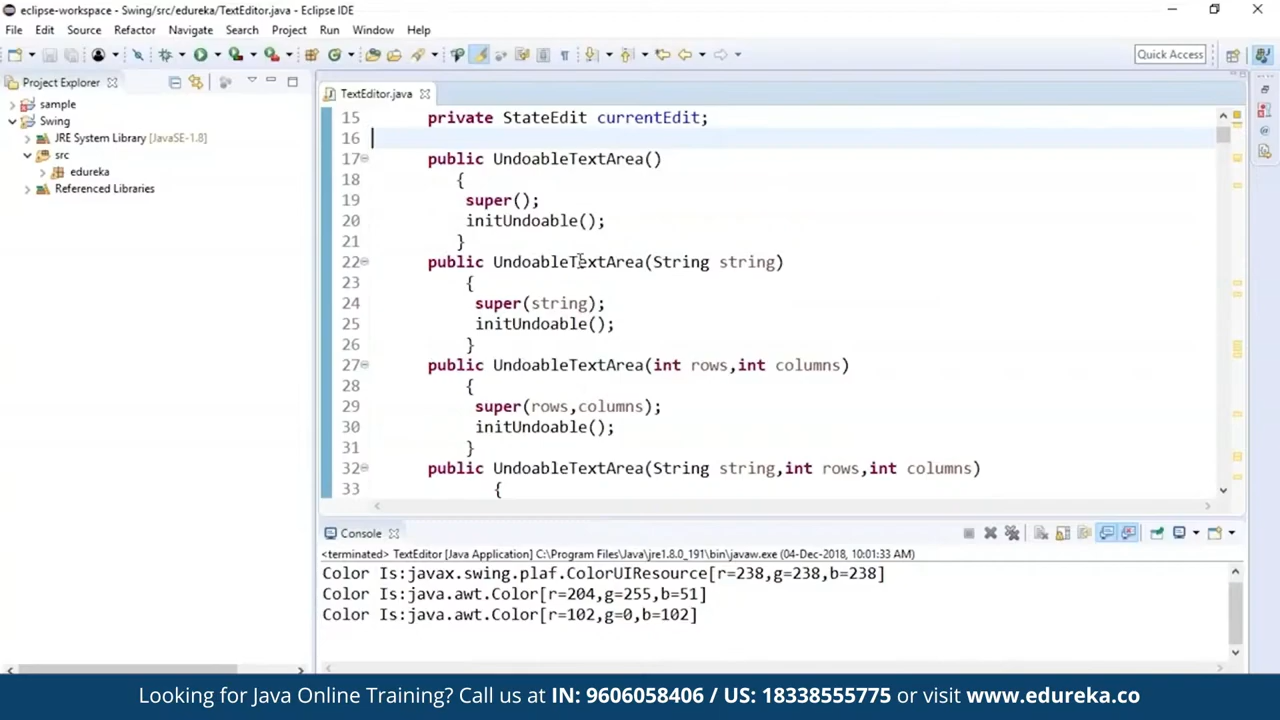 eclipse-workspace - Swing/src/edureka/TextEditor.java - Eclipse IDE
File Edit Source Refactor Navigate Search Project Run Window Help
Quick Access
Project Explorer
sample
Swing
JRE System Library [JavaSE-1.8]
src
edureka
Referenced Libraries
TextEditor.java
15 private StateEdit currentEdit;
16
17 public UndoableTextArea()
18 {
19 super();
20 initUndoable();
21 }
22 public UndoableTextArea(String string)
23 {
24 super(string);
25 initUndoable();
26 }
27 public UndoableTextArea(int rows,int columns)
28 {
29 super(rows,columns);
30 initUndoable();
31 }
32 public UndoableTextArea(String string,int rows,int columns)
33 {
Console
<terminated> TextEditor [Java Application] C:\Program Files\Java\jre1.8.0_191\bin\javaw.exe (04-Dec-2018, 10:01:33 AM)
Color Is:javax.swing.plaf.ColorUIResource[r=238,g=238,b=238]
Color Is:java.awt.Color[r=204,g=255,b=51]
Color Is:java.awt.Color[r=102,g=0,b=102]
Looking for Java Online Training? Call us at IN: 9606058406 / US: 18338555775 or visit www.edureka.co